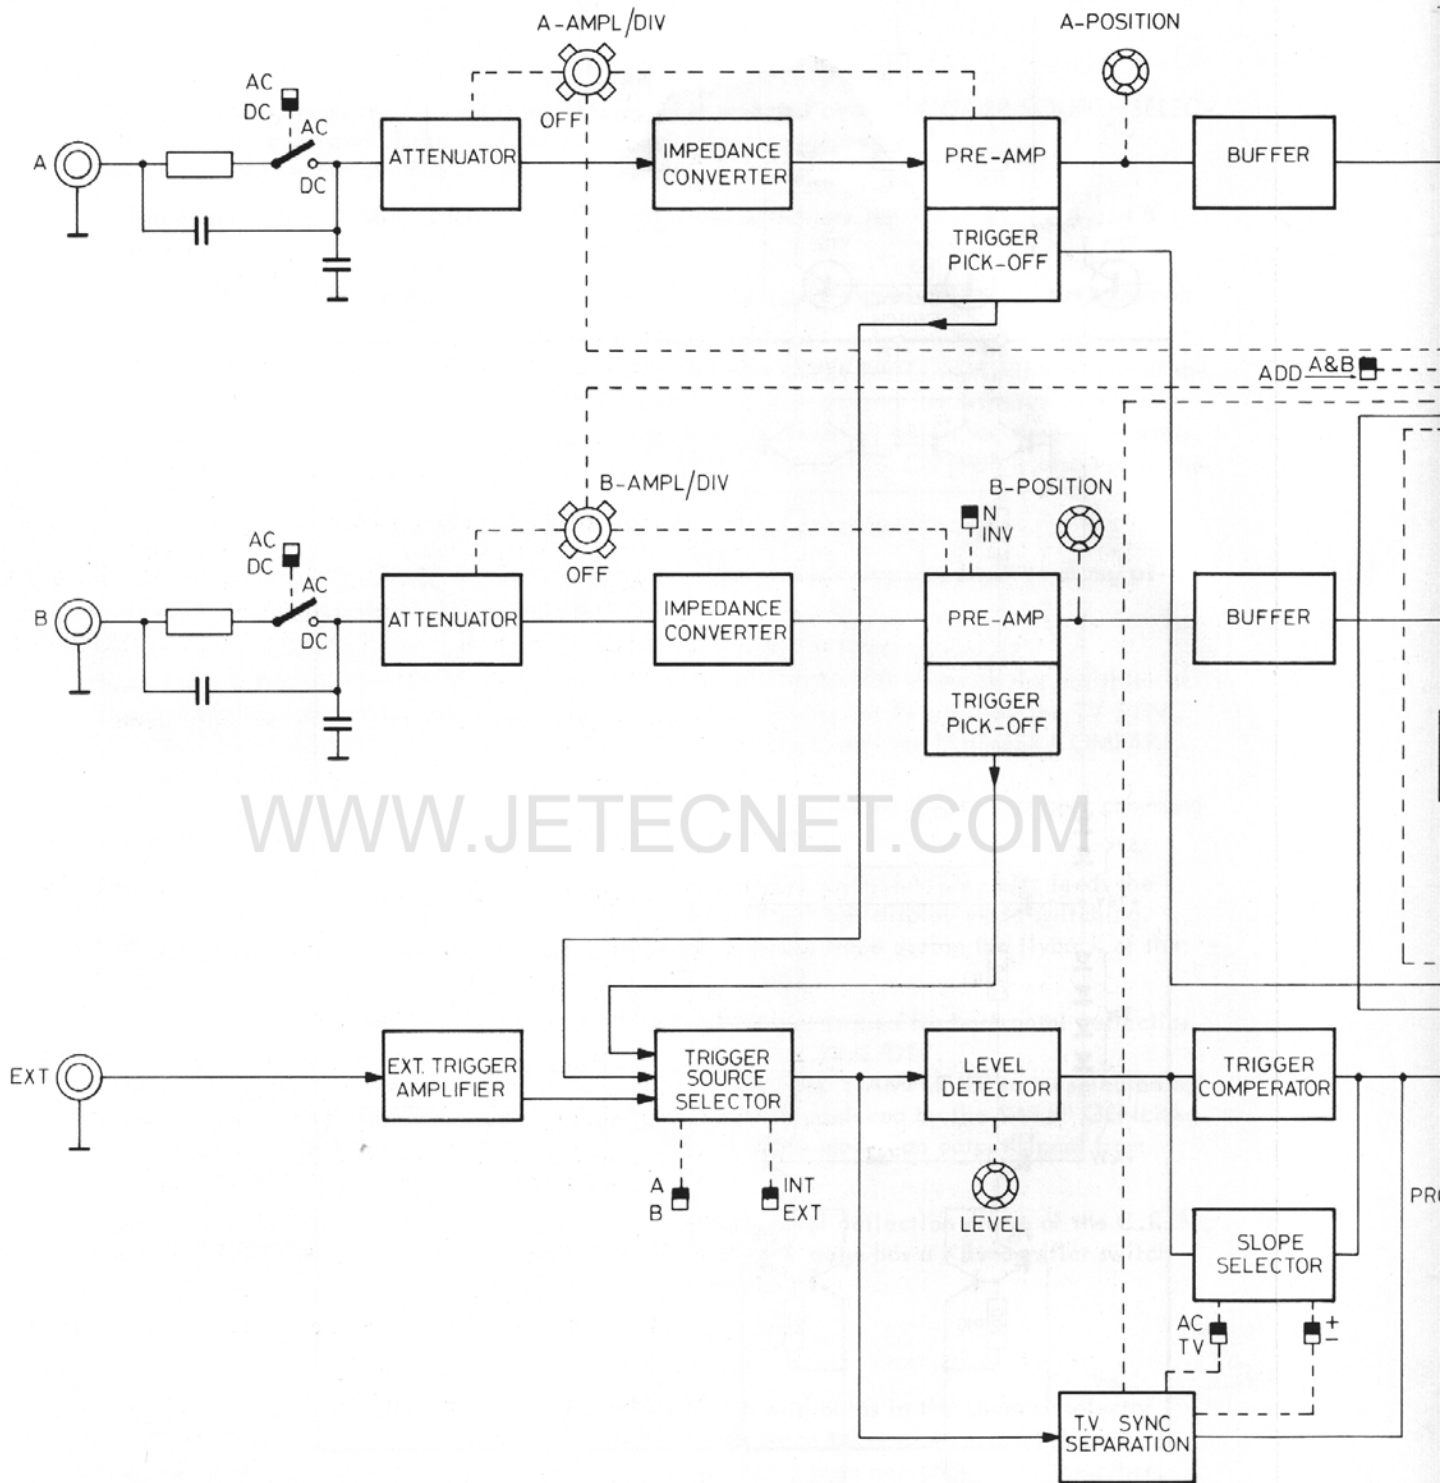 A-AMPL/DIV
A-POSITION
AC
DC
OFF
AC
DC
A
ATTENUATOR
IMPEDANCE
CONVERTER
PRE-AMP
BUFFER
TRIGGER
PICK-OFF
ADD A&B
B-AMPL/DIV
B-POSITION
N
INV
AC
DC
OFF
AC
DC
B
ATTENUATOR
IMPEDANCE
CONVERTER
PRE-AMP
BUFFER
TRIGGER
PICK-OFF
WWW.JETECNET.COM
EXT
EXT. TRIGGER
AMPLIFIER
TRIGGER
SOURCE
SELECTOR
LEVEL
DETECTOR
TRIGGER
COMPERATOR
A
B
INT
EXT
LEVEL
SLOPE
SELECTOR
AC
TV
+
-
T.V. SYNC
SEPARATION